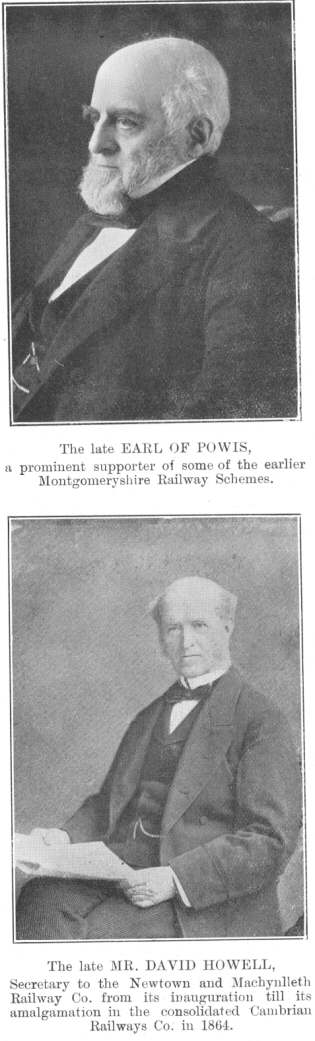 The late EARL OF POWIS,
a prominent supporter of some of the earlier
Montgomeryshire Railway Schemes.
The late MR. DAVID HOWELL,
Secretary to the Newtown and Machynlleth
Railway Co. from its inauguration till its
amalgamation in the consolidated Cambrian
Railways Co. in 1864.